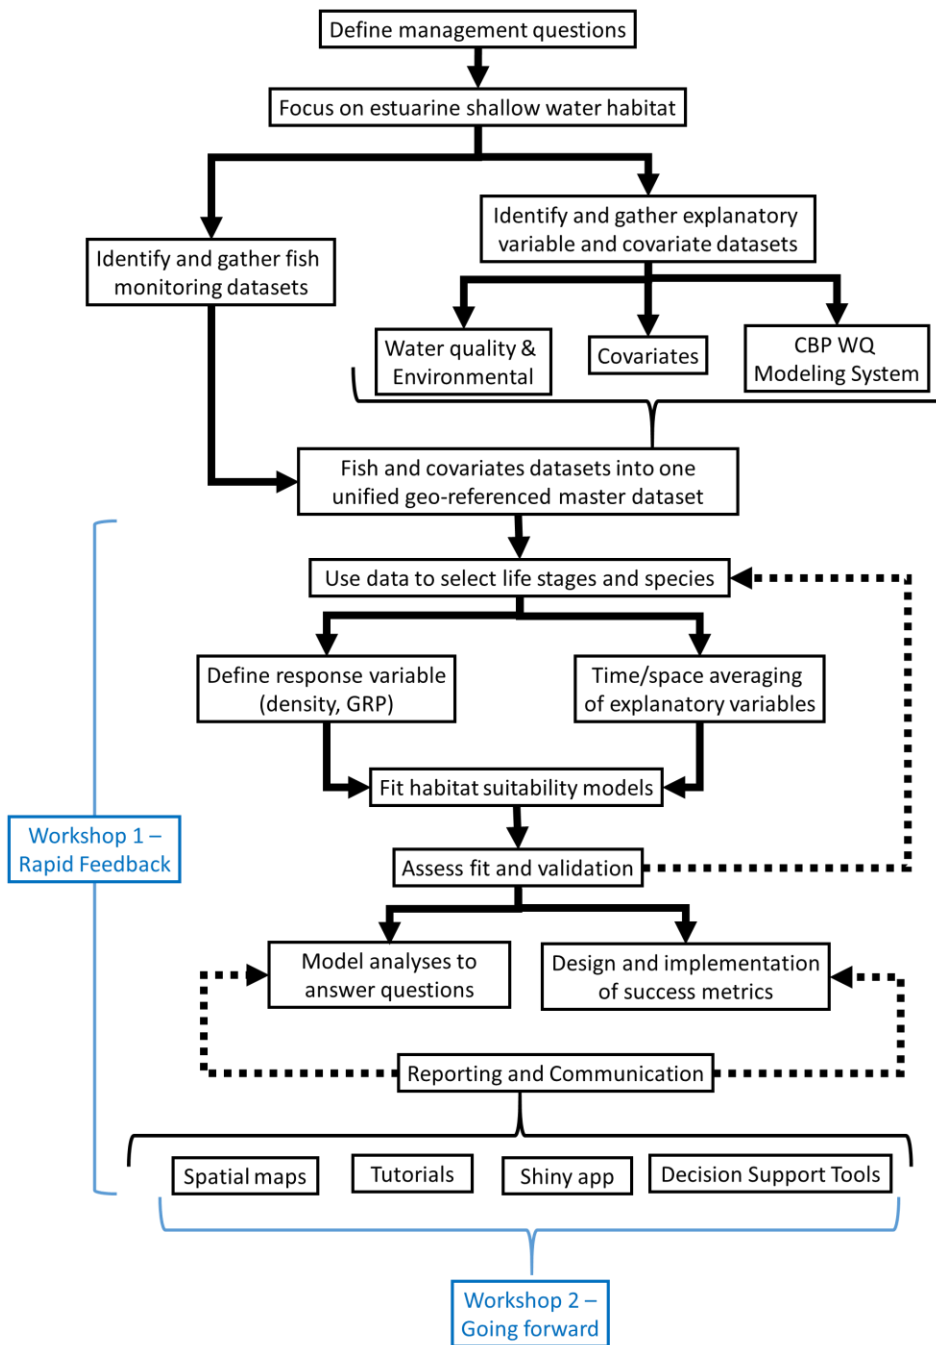 Define management questions
Focus on estuarine shallow water habitat
Identify and gather explanatory
variable and covariate datasets
Identify and gather fish
monitoring datasets
Water quality &
Environmental
Covariates
CBP WQ
Modeling System
Fish and covariates datasets into one
unified geo-referenced master dataset
Use data to select life stages and species
Define response variable
(density, GRP)
Time/space averaging
of explanatory variables
Fit habitat suitability models
Workshop 1 –
Rapid Feedback
Assess fit and validation
Model analyses to
answer questions
Design and implementation
of success metrics
Reporting and Communication
Spatial maps
Tutorials
Shiny app
Decision Support Tools
Workshop 2 –
Going forward